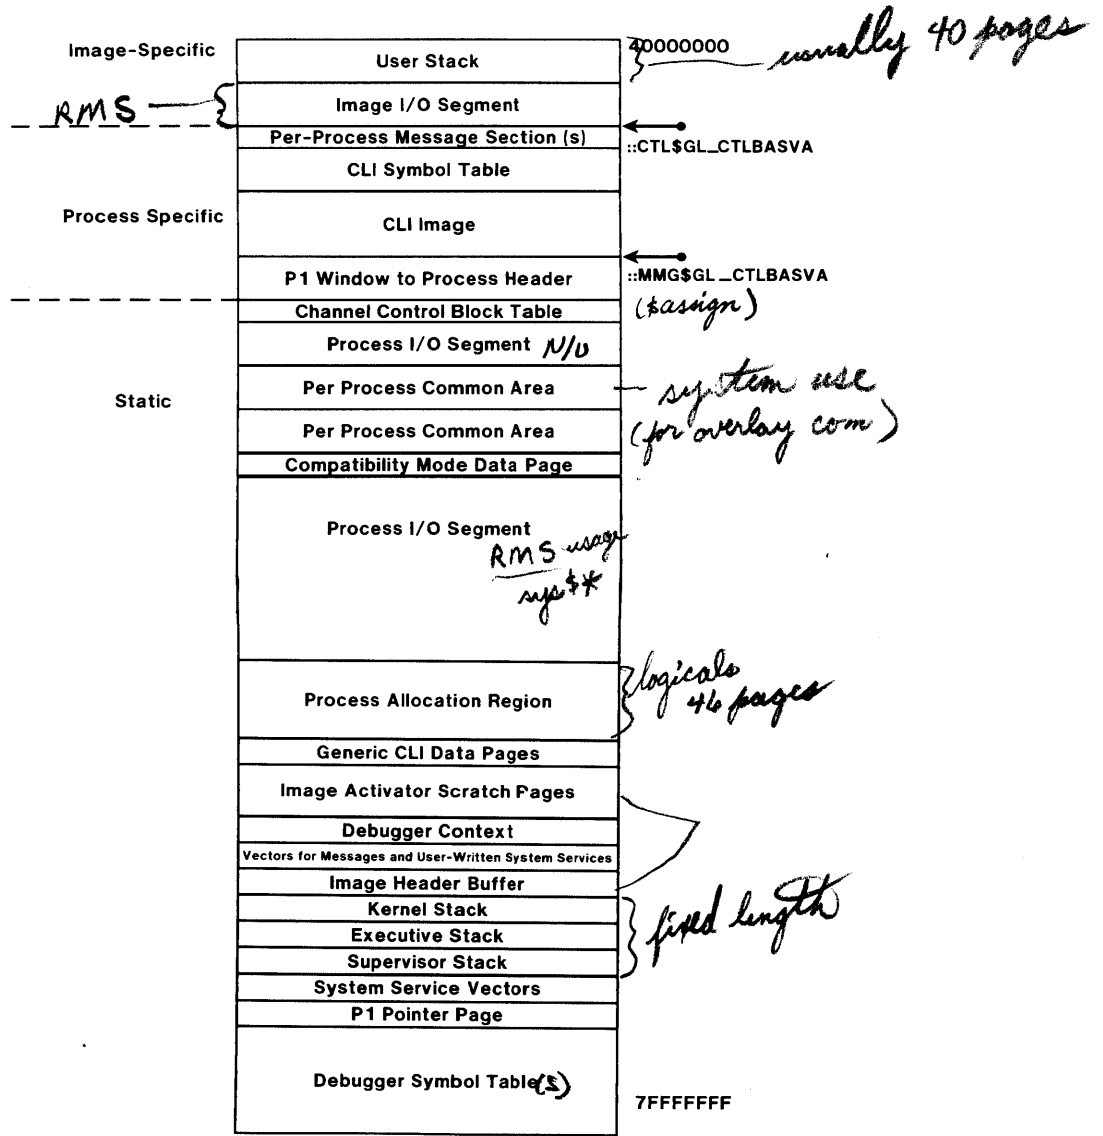 Image-Specific
User Stack
40000000
usually 40 pages
RMS
Image I/O Segment
Per-Process Message Section (s)
::CTL$GL_CTLBASVA
CLI Symbol Table
Process Specific
CLI Image
P1 Window to Process Header
::MMG$GL_CTLBASVA
Channel Control Block Table
($assign)
Process I/O Segment N/U
Static
Per Process Common Area
system use
Per Process Common Area
(for overlay com)
Compatibility Mode Data Page
Process I/O Segment
RMS usage
sys$*
Process Allocation Region
logicals
46 pages
Generic CLI Data Pages
Image Activator Scratch Pages
Debugger Context
Vectors for Messages and User-Written System Services
Image Header Buffer
Kernel Stack
Executive Stack
fixed length
Supervisor Stack
System Service Vectors
P1 Pointer Page
Debugger Symbol Table(s)
7FFFFFFF